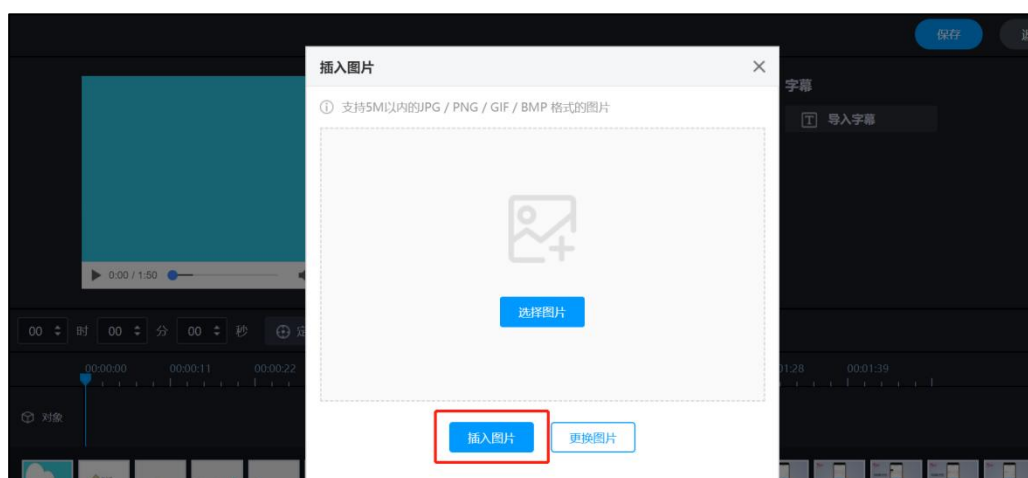 保存
插入图片
字幕
支持5M以内的JPG / PNG / GIF / BMP 格式的图片
导入字幕
0:00 / 1:50
选择图片
00 时 00 分 00 秒
00:00:00 00:00:11 00:00:22 00:01:39
对象
插入图片 更换图片